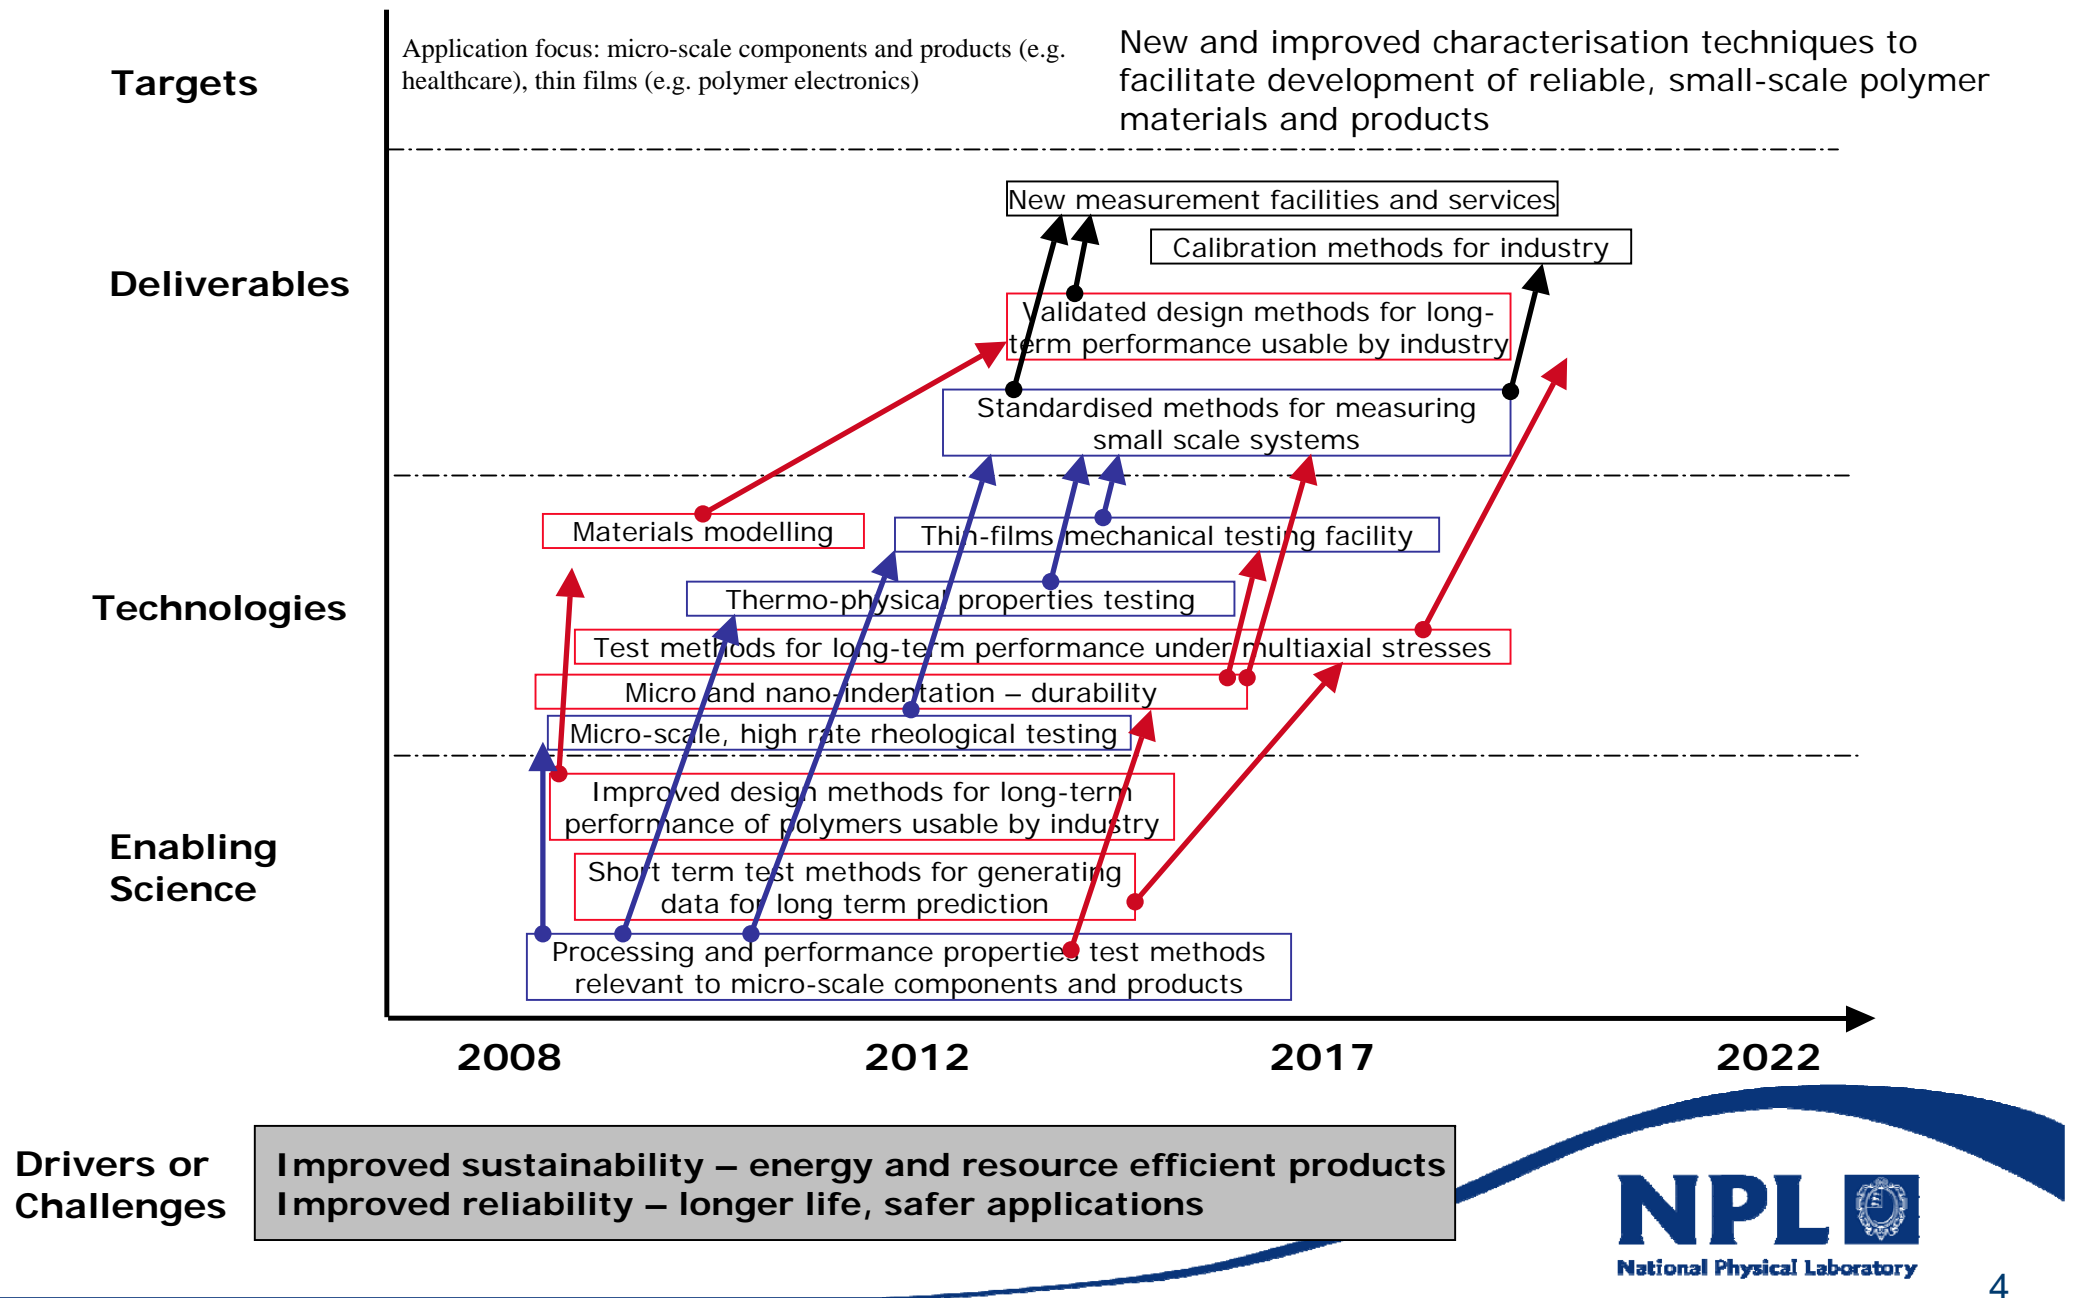 Targets
Application focus: micro-scale components and products (e.g.
healthcare), thin films (e.g. polymer electronics)
New and improved characterisation techniques to
facilitate development of reliable, small-scale polymer
materials and products
Deliverables
New measurement facilities and services
Calibration methods for industry
Validated design methods for long-
term performance usable by industry
Standardised methods for measuring
small scale systems
Technologies
Materials modelling
Thin-films mechanical testing facility
Thermo-physical properties testing
Test methods for long-term performance under multiaxial stresses
Micro and nano-indentation – durability
Micro-scale, high rate rheological testing
Enabling
Science
Improved design methods for long-term
performance of polymers usable by industry
Short term test methods for generating
data for long term prediction
Processing and performance properties test methods
relevant to micro-scale components and products
2008
2012
2017
2022
Drivers or
Challenges
Improved sustainability – energy and resource efficient products
Improved reliability – longer life, safer applications
NPL
National Physical Laboratory
4